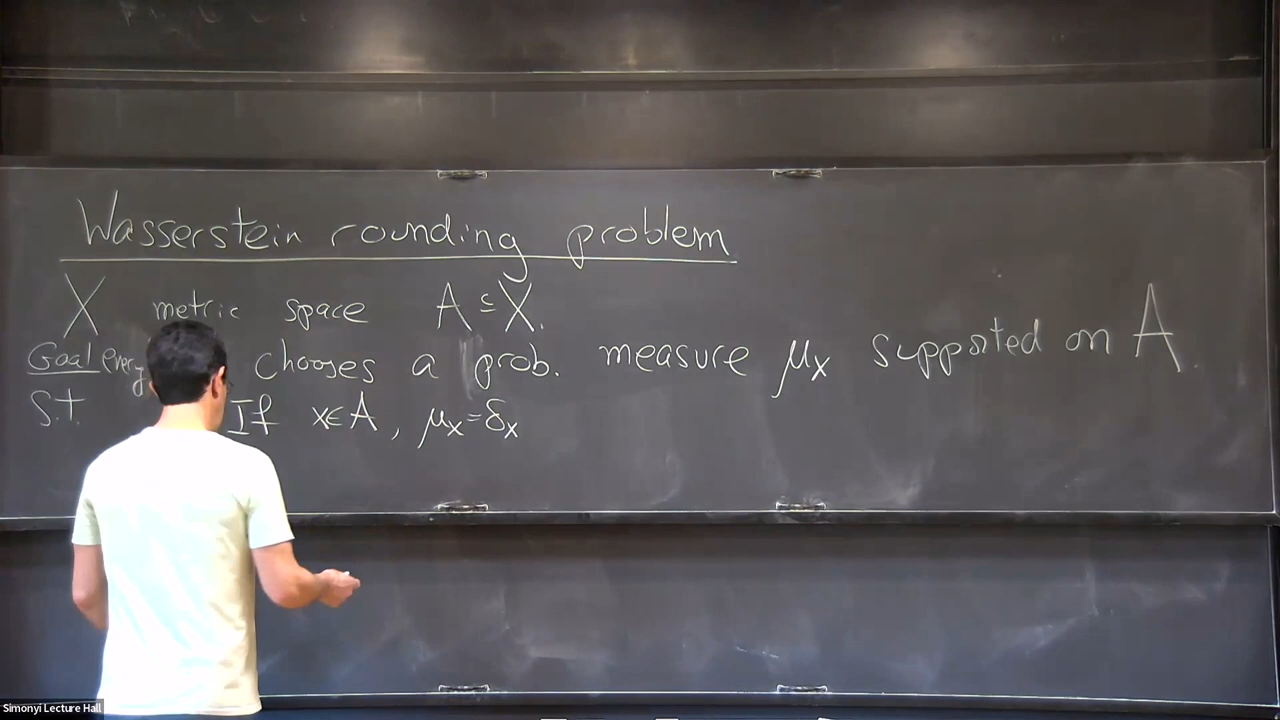 Wasserstein rounding problem
X metric space A ⊆ X.
Goal every chooses a prob. measure μx supported on A.
S.t. If x∈A, μx=δx
Simonyi Lecture Hall